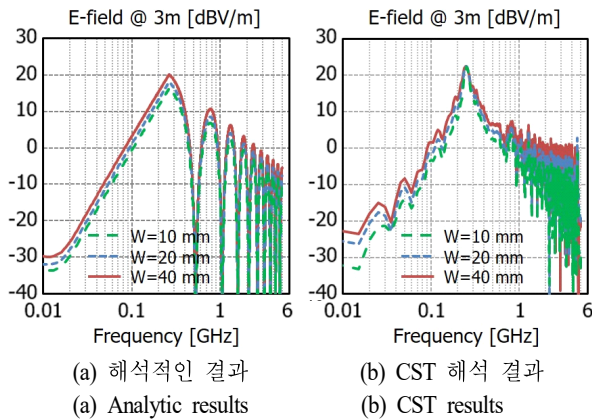 E-field @ 3m [dBV/m]
30
20
10
0
-10
-20
-30
-40
W=10 mm
W=20 mm
W=40 mm
0.01
0.1
1
6
Frequency [GHz]
(a) 해석적인 결과
(a) Analytic results
E-field @ 3m [dBV/m]
30
20
10
0
-10
-20
-30
-40
W=10 mm
W=20 mm
W=40 mm
0.01
0.1
1
6
Frequency [GHz]
(b) CST 해석 결과
(b) CST results